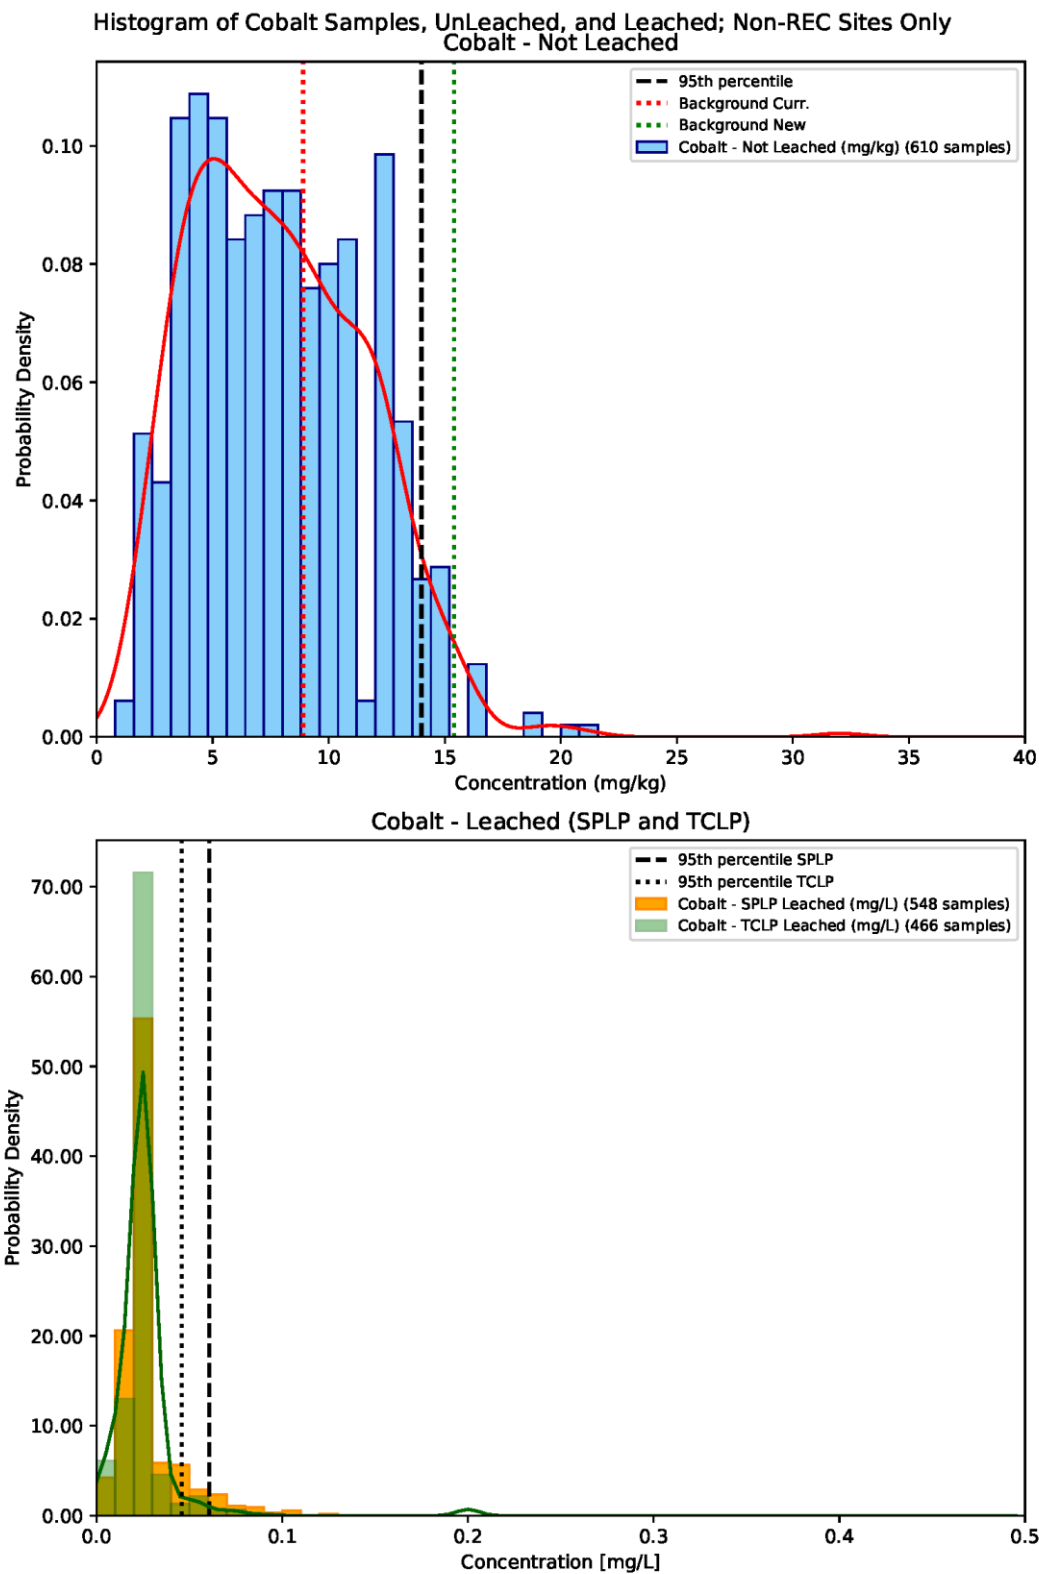 Histogram of Cobalt Samples, UnLeached, and Leached; Non-REC Sites Only
Cobalt - Not Leached
95th percentile
Background Curr.
Background New
Cobalt - Not Leached (mg/kg) (610 samples)
0.10
0.08
0.06
0.04
0.02
0.00
Probability Density
0 5 10 15 20 25 30 35 40
Concentration (mg/kg)
Cobalt - Leached (SPLP and TCLP)
95th percentile SPLP
95th percentile TCLP
Cobalt - SPLP Leached (mg/L) (548 samples)
Cobalt - TCLP Leached (mg/L) (466 samples)
70.00
60.00
50.00
40.00
30.00
20.00
10.00
0.00
Probability Density
0.0 0.1 0.2 0.3 0.4 0.5
Concentration [mg/L]